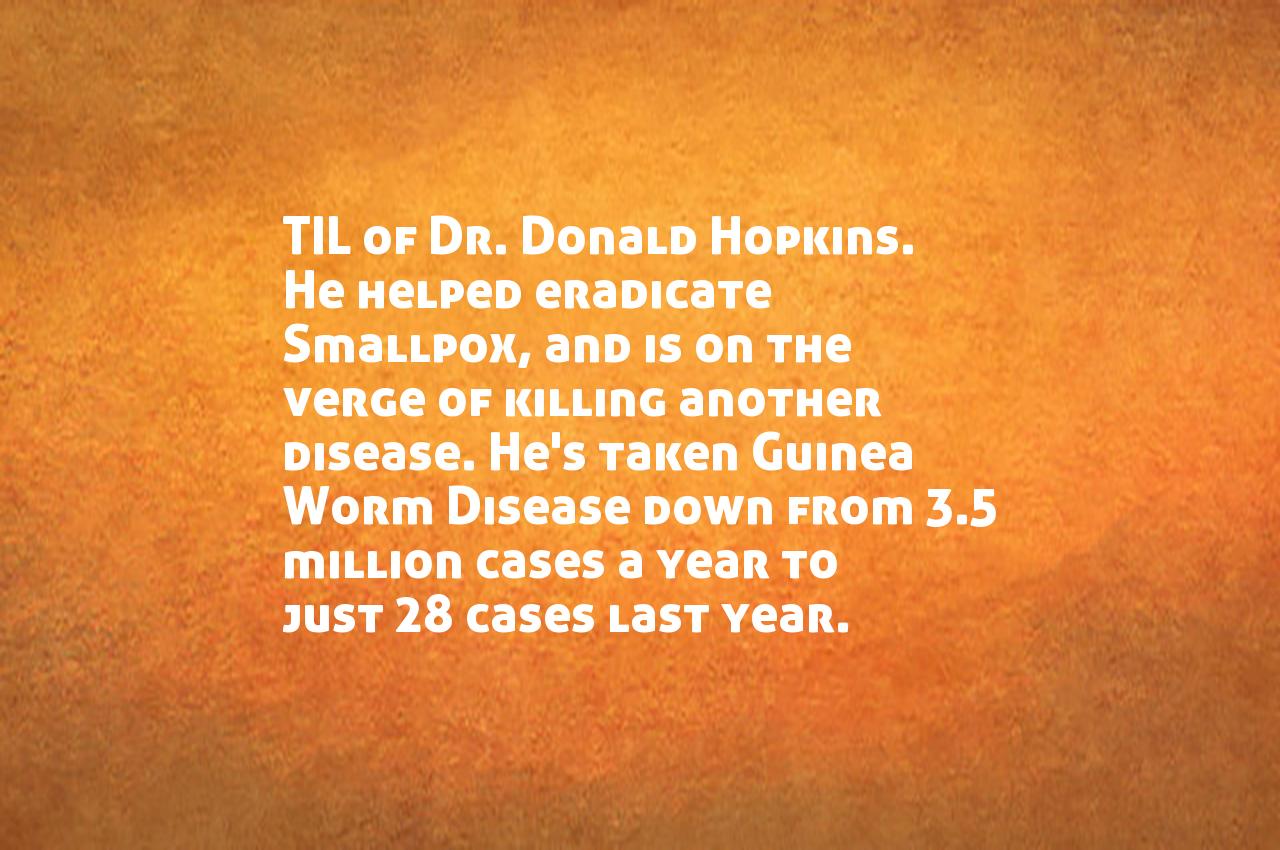 TIL of Dr. Donald Hopkins.
He helped eradicate
Smallpox, and is on the
verge of killing another
disease. He's taken Guinea
Worm Disease down from 3.5
million cases a year to
just 28 cases last year.